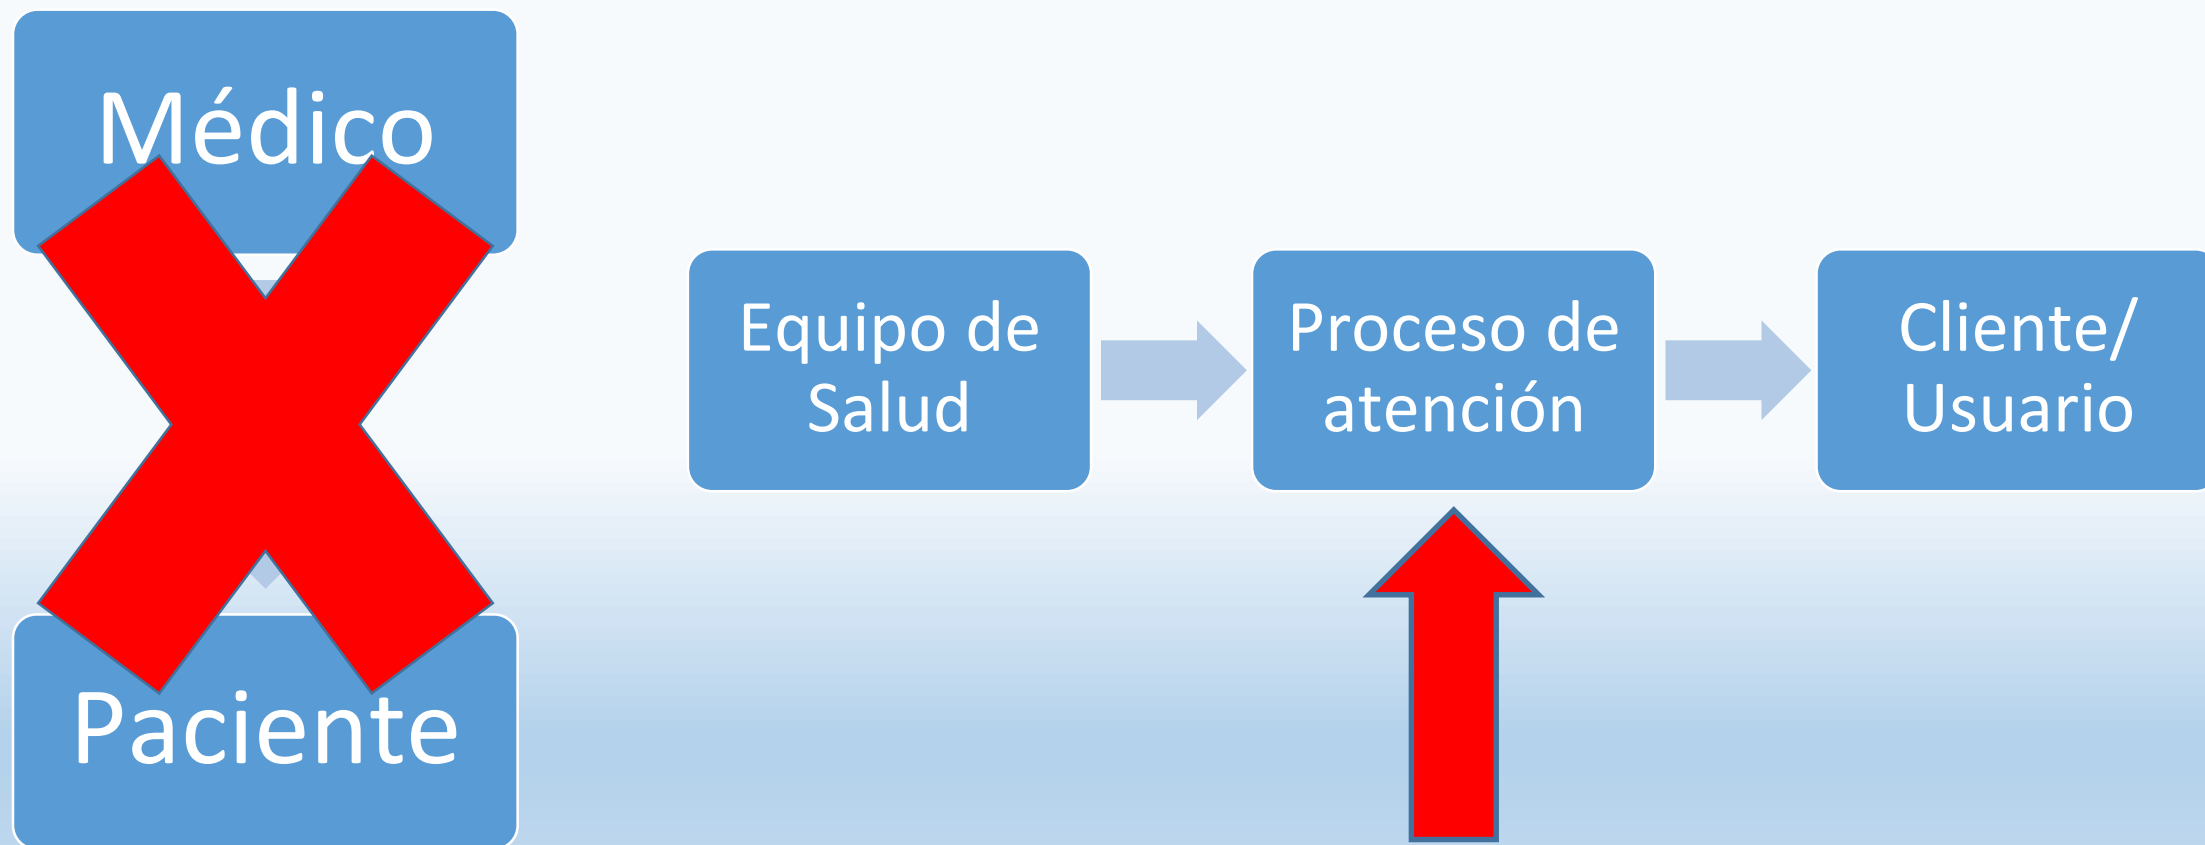 Médico
Paciente
Equipo de
Salud
Proceso de
atención
Cliente/
Usuario